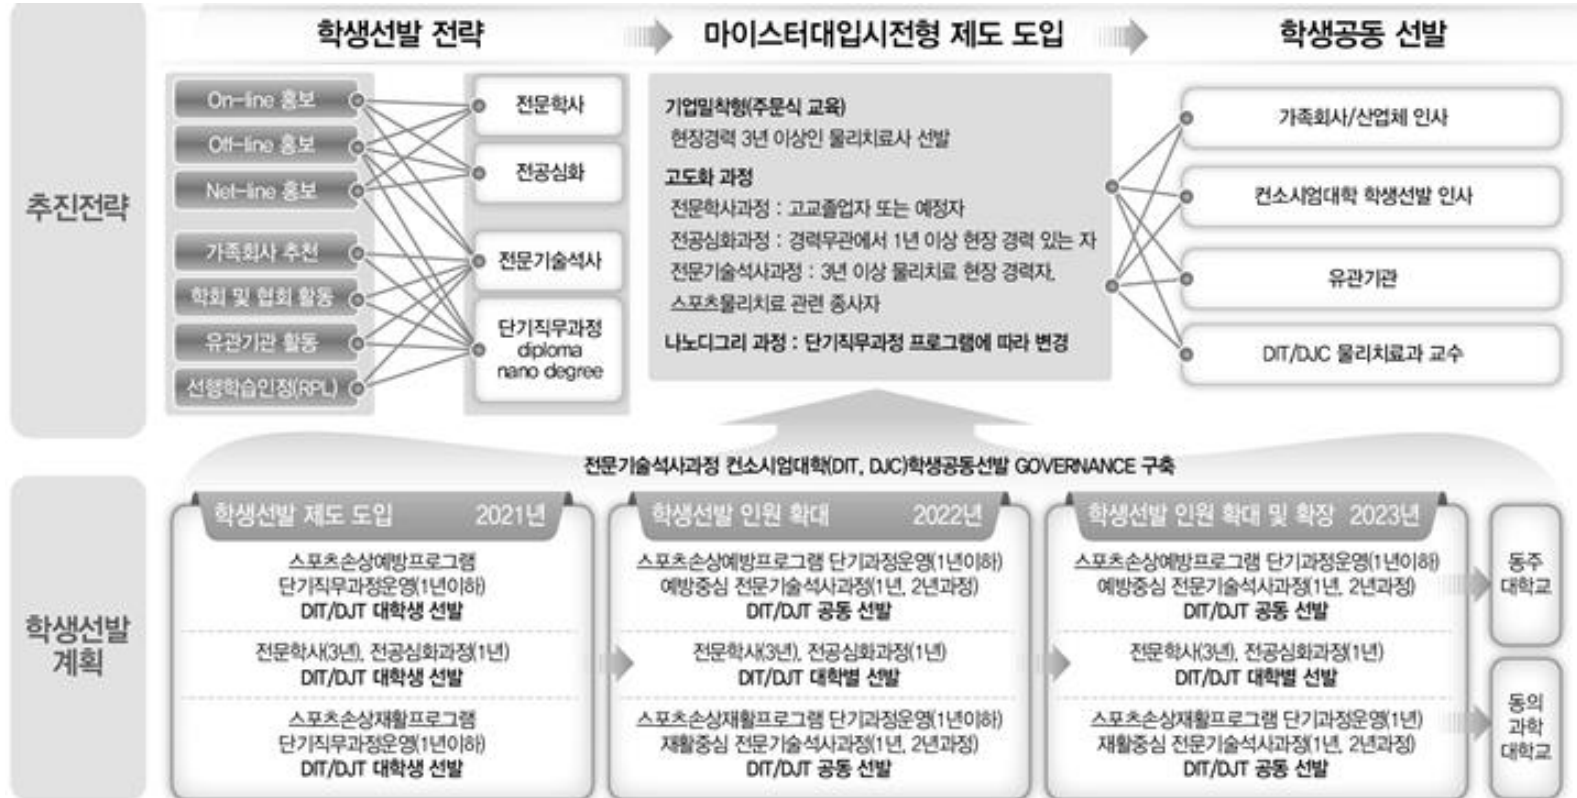 학생선발 전략
마이스터대입시전형 제도 도입
학생공동 선발
추진전략
On-line 홍보
Off-line 홍보
Net-line 홍보
가족회사 추천
학회 및 협회 활동
유관기관 활동
선행학습인정(RPL)
전문학사
전공심화
전문기술석사
단기직무과정
diploma
nano degree
기업밀착형(주문식 교육)
현장경력 3년 이상인 물리치료사 선발
고도화 과정
전문학사과정 : 고교졸업자 또는 예정자
전공심화과정 : 경력무관에서 1년 이상 현장 경력 있는 자
전문기술석사과정 : 3년 이상 물리치료 현장 경력자,
스포츠물리치료 관련 종사자
나노디그리 과정 : 단기직무과정 프로그램에 따라 변경
가족회사/산업체 인사
컨소시엄대학 학생선발 인사
유관기관
DIT/DJC 물리치료과 교수
전문기술석사과정 컨소시엄대학(DIT, DJC)학생공동선발 GOVERNANCE 구축
학생선발
계획
학생선발 제도 도입 2021년
스포츠손상예방프로그램
단기직무과정운영(1년이하)
DIT/DJT 대학생 선발
전문학사(3년), 전공심화과정(1년)
DIT/DJT 대학생 선발
스포츠손상재활프로그램
단기직무과정운영(1년이하)
DIT/DJT 대학생 선발
학생선발 인원 확대 2022년
스포츠손상예방프로그램 단기과정운영(1년이하)
예방중심 전문기술석사과정(1년, 2년과정)
DIT/DJT 공동 선발
전문학사(3년), 전공심화과정(1년)
DIT/DJT 대학별 선발
스포츠손상재활프로그램 단기과정운영(1년이하)
재활중심 전문기술석사과정(1년, 2년과정)
DIT/DJT 공동 선발
학생선발 인원 확대 및 확장 2023년
스포츠손상예방프로그램 단기과정운영(1년이하)
예방중심 전문기술석사과정(1년, 2년과정)
DIT/DJT 공동 선발
전문학사(3년), 전공심화과정(1년)
DIT/DJT 대학별 선발
스포츠손상재활프로그램 단기과정운영(1년)
재활중심 전문기술석사과정(1년, 2년과정)
DIT/DJT 공동 선발
동주
대학교
동의
과학
대학교